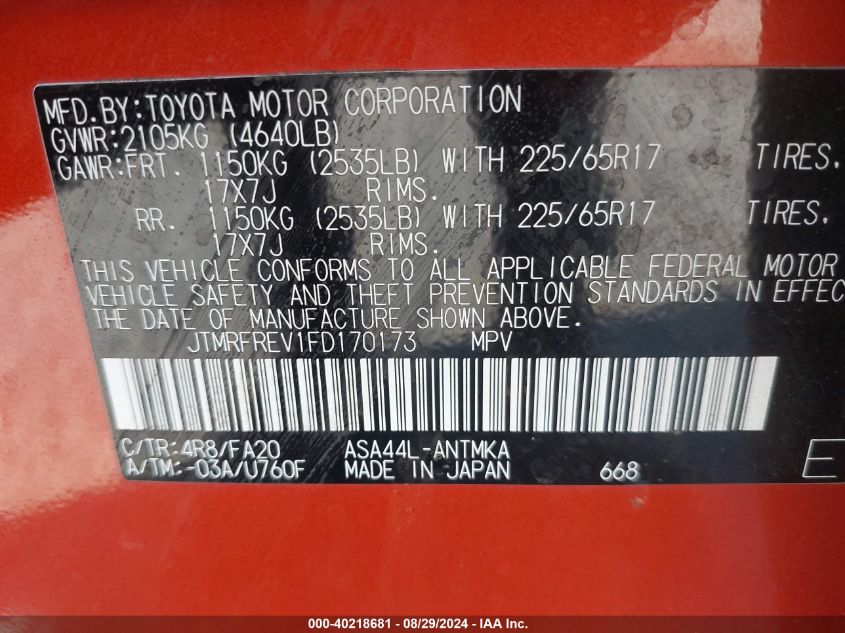 MFD.BY:TOYOTA MOTOR CORPORATION
GVWR:2105KG (4640LB)
GAWR:FRT. 1150KG (2535LB) WITH 225/65R17 TIRES.
17X7J RIMS.
RR. 1150KG (2535LB) WITH 225/65R17 TIRES.
17X7J RIMS.
THIS VEHICLE CONFORMS TO ALL APPLICABLE FEDERAL MOTOR
VEHICLE SAFETY AND THEFT PREVENTION STANDARDS IN EFFEC
THE DATE OF MANUFACTURE SHOWN ABOVE.
JTMRFREV1FD170173 MPV
C/TR:4R8/FA20 ASA44L-ANTMKA
A/TM:-03A/U760F MADE IN JAPAN 668 E
000-40218681 - 08/29/2024 - IAA Inc.